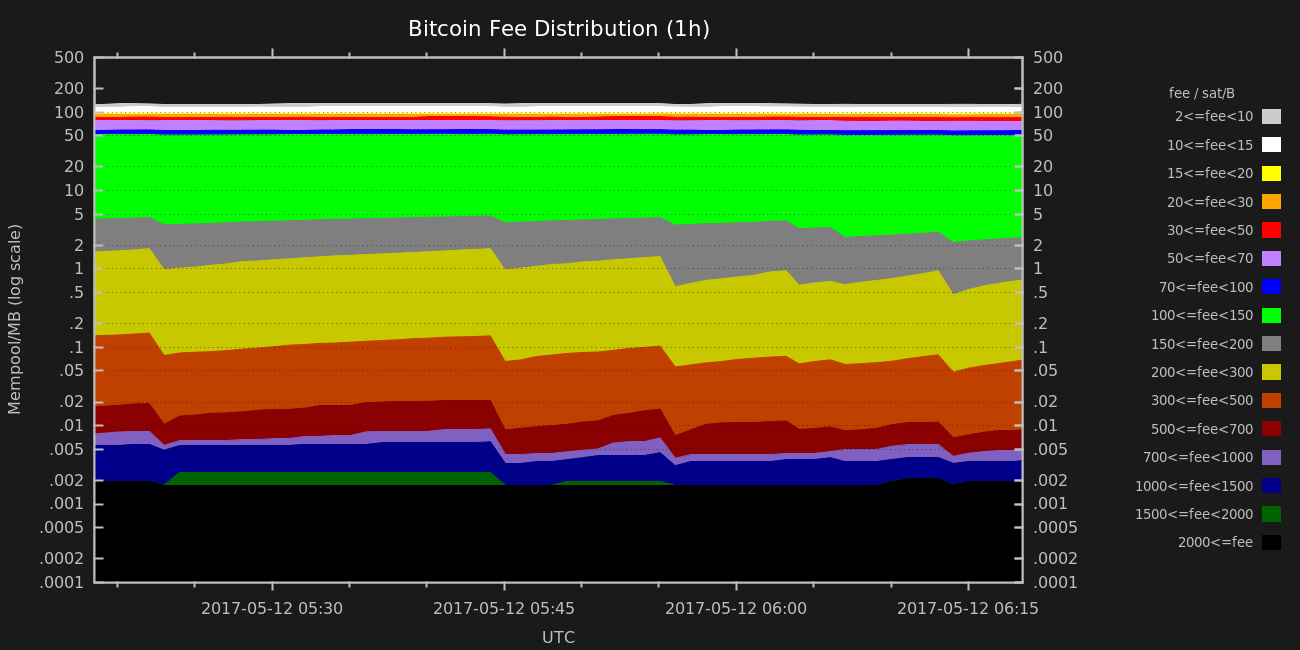 Bitcoin Fee Distribution (1h)
500 500
200 200
100 100
50 50
20 20
10 10
5 5
2 2
1 1
.5 .5
.2 .2
.1 .1
.05 .05
.02 .02
.01 .01
.005 .005
.002 .002
.001 .001
.0005 .0005
.0002 .0002
.0001 .0001
Mempool/MB (log scale)
2017-05-12 05:30 2017-05-12 05:45 2017-05-12 06:00 2017-05-12 06:15
UTC
fee / sat/B
2<=fee<10
10<=fee<15
15<=fee<20
20<=fee<30
30<=fee<50
50<=fee<70
70<=fee<100
100<=fee<150
150<=fee<200
200<=fee<300
300<=fee<500
500<=fee<700
700<=fee<1000
1000<=fee<1500
1500<=fee<2000
2000<=fee